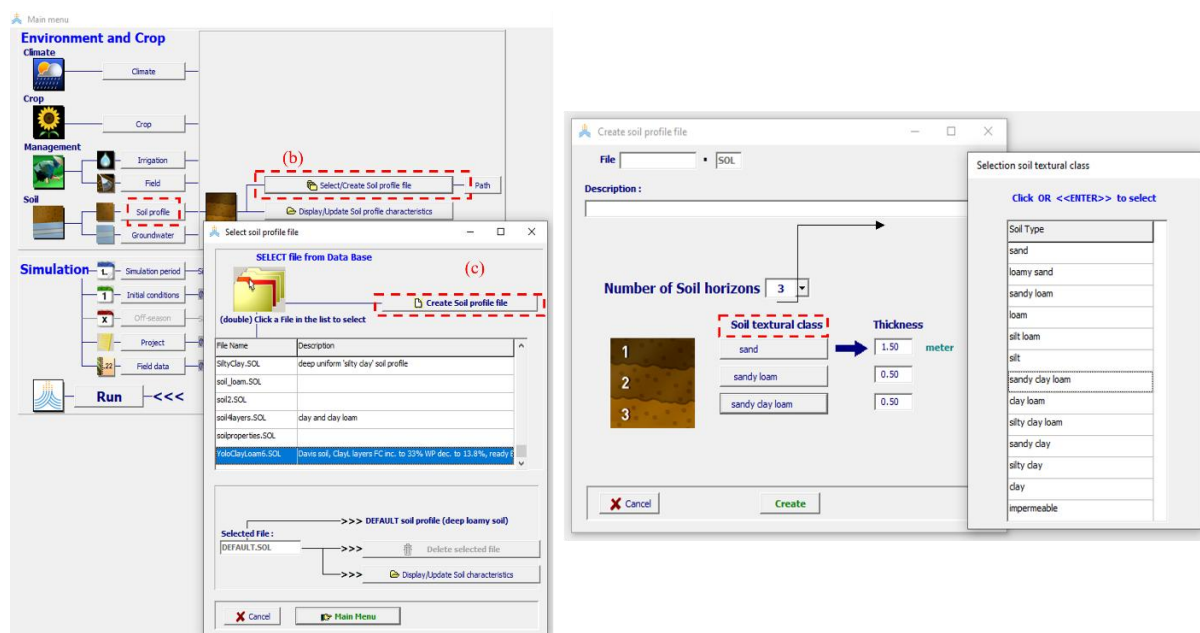 Main menu
Environment and Crop
Climate
Climate
Crop
Crop
Management
Irrigation
Field
Soil
Soil profile
Groundwater
(b)
Select/Create Soil profile file
Path
Display/Update Soil profile characteristics
Simulation
Simulation period
Initial conditions
Off-season
Project
Field data
Run <<<
Select soil profile file
SELECT file from Data Base
(c)
Create Soil profile file
(double) Click a File in the list to select
File Name Description
SiltyClay.SOL deep uniform 'silty clay' soil profile
soil_loam.SOL
soil2.SOL
soil4layers.SOL clay and clay loam
soilproperties.SOL
YoloClayLoam6.SOL Davis soil, ClayL layers FC inc. to 33% WP dec. to 13.8%, ready
>>> DEFAULT soil profile (deep loamy soil)
Selected File :
DEFAULT.SOL
>>> Delete selected file
>>> Display/Update Soil characteristics
Cancel Main Menu
Create soil profile file
File . SOL
Description :
Number of Soil horizons 3
Soil textural class Thickness
1 sand 1.50 meter
2 sandy loam 0.50
3 sandy clay loam 0.50
Cancel Create
Selection soil textural class
Click OR <<ENTER>> to select
Soil Type
sand
loamy sand
sandy loam
loam
silt loam
silt
sandy clay loam
clay loam
silty clay loam
sandy clay
silty clay
clay
impermeable